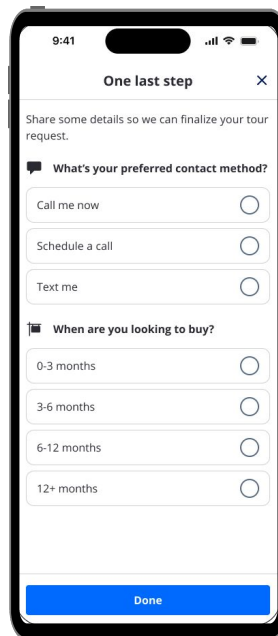 9:41
One last step
Share some details so we can finalize your tour
request.
What's your preferred contact method?
Call me now
Schedule a call
Text me
When are you looking to buy?
0-3 months
3-6 months
6-12 months
12+ months
Done